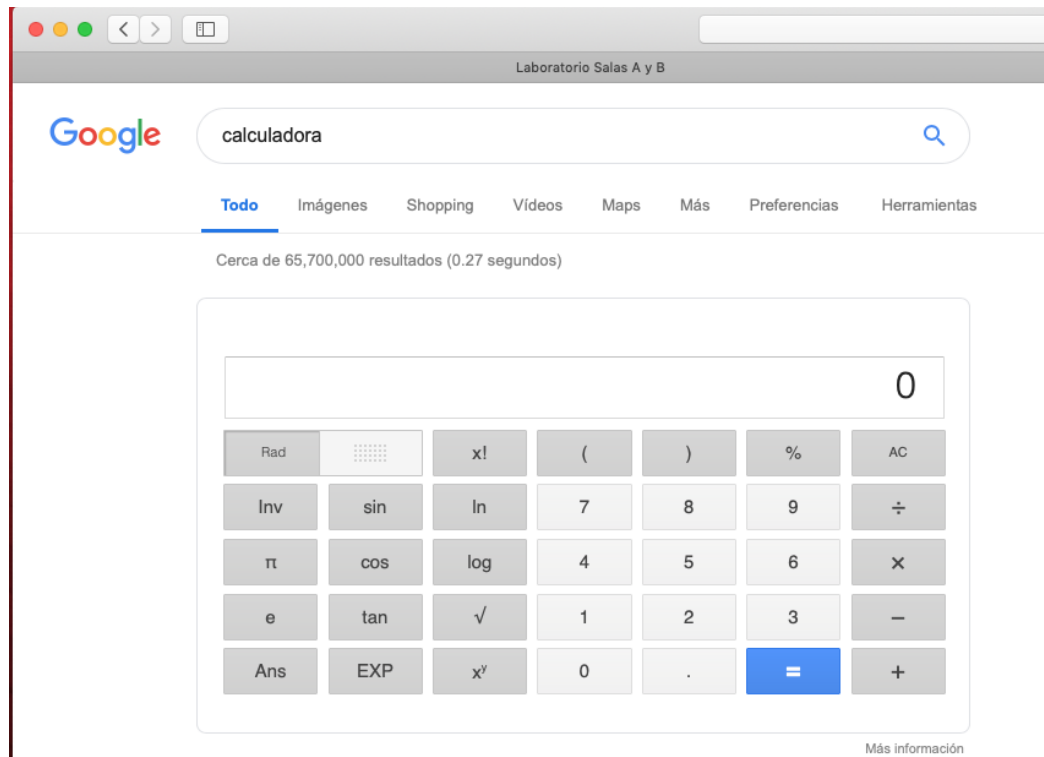 Laboratorio Salas A y B
Google calculadora
Todo Imágenes Shopping Vídeos Maps Más Preferencias Herramientas
Cerca de 65,700,000 resultados (0.27 segundos)
0
Rad x! ( ) % AC
Inv sin ln 7 8 9 ÷
π cos log 4 5 6 ×
e tan √ 1 2 3 −
Ans EXP xʸ 0 . = +
Más información